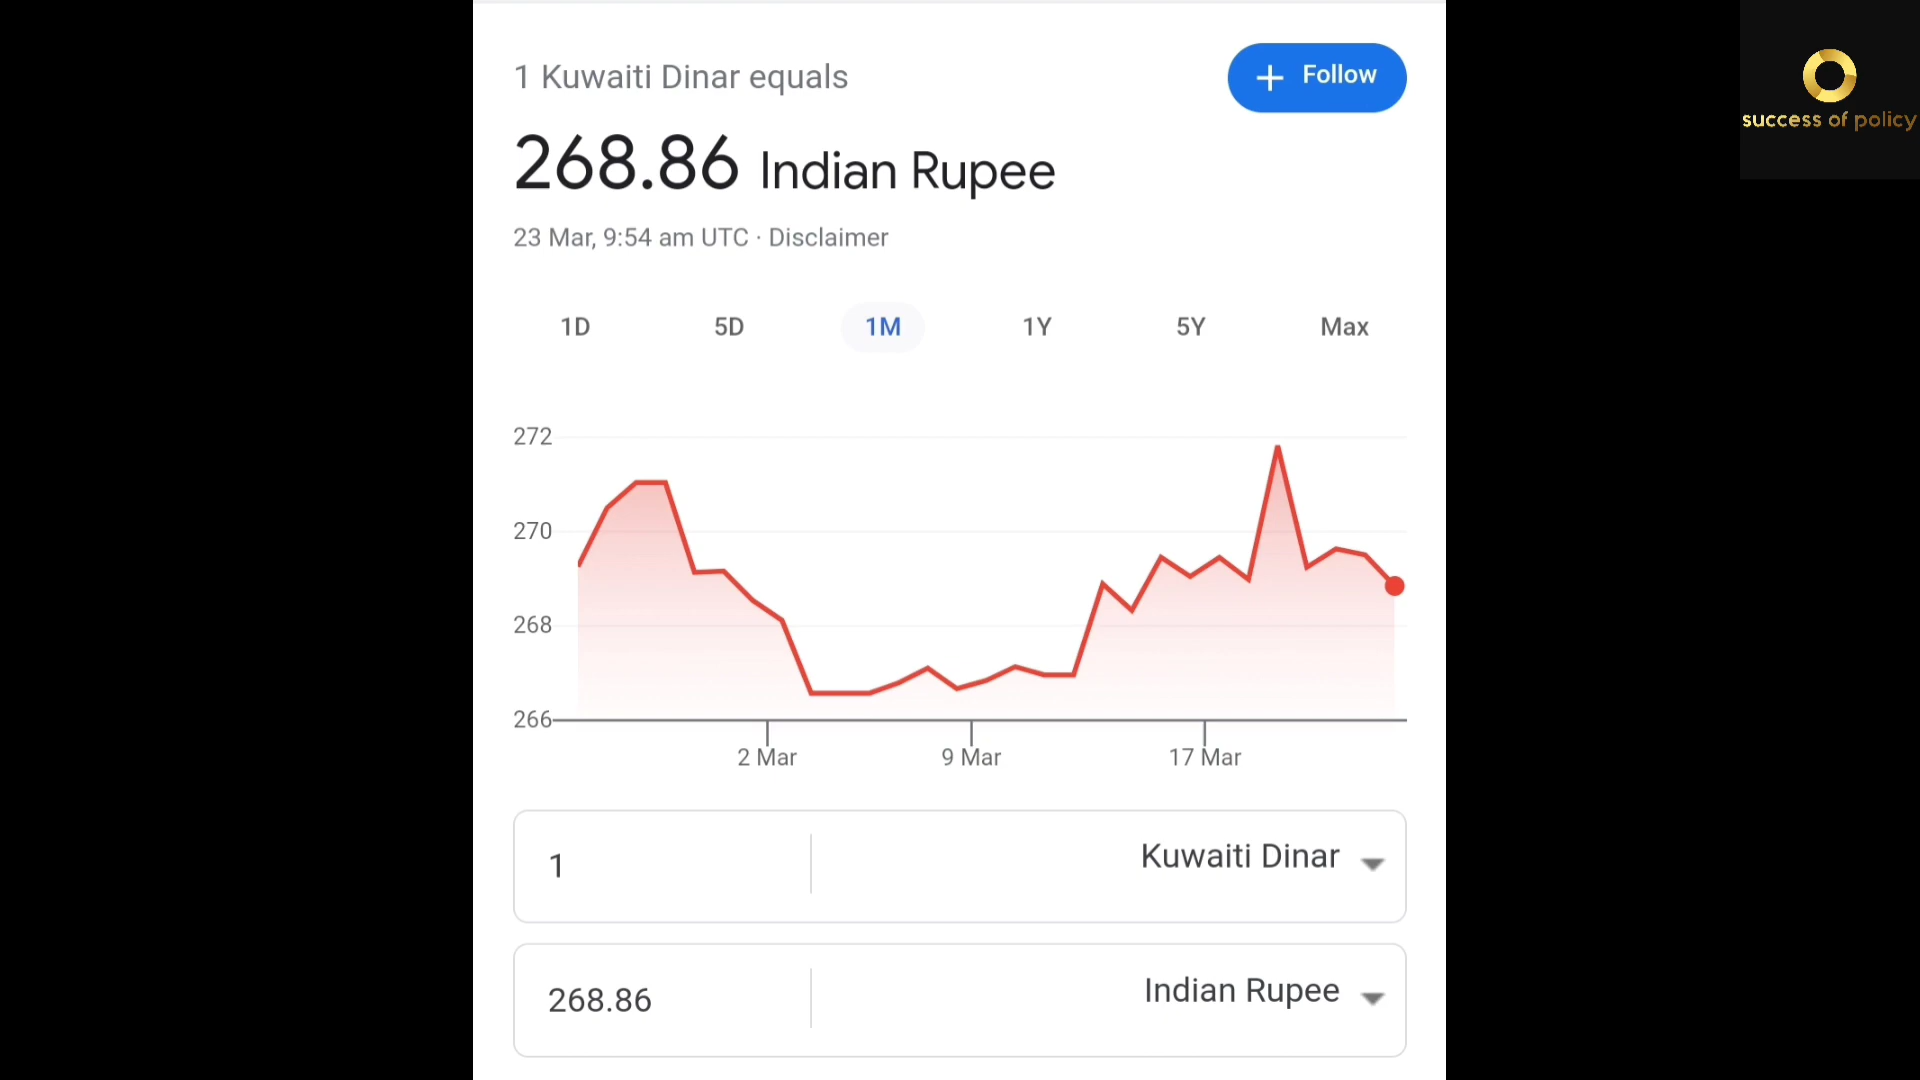 success of policy
1 Kuwaiti Dinar equals
Follow
268.86 Indian Rupee
23 Mar, 9:54 am UTC · Disclaimer
1D 5D 1M 1Y 5Y Max
272
270
268
266
2 Mar 9 Mar 17 Mar
1 Kuwaiti Dinar
268.86 Indian Rupee